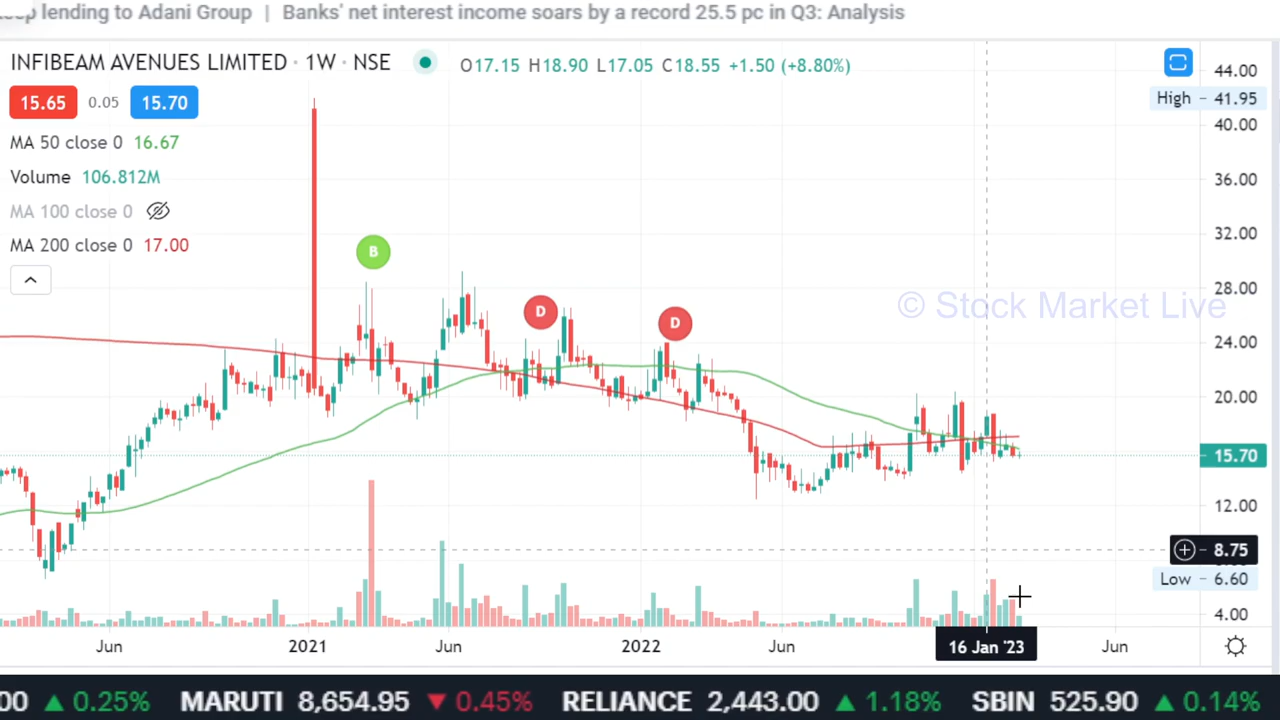 lending to Adani Group | Banks' net interest income soars by a record 25.5 pc in Q3: Analysis
INFIBEAM AVENUES LIMITED · 1W · NSE O17.15 H18.90 L17.05 C18.55 +1.50 (+8.80%)
15.65 0.05 15.70
MA 50 close 0 16.67
Volume 106.812M
MA 100 close 0
MA 200 close 0 17.00
B
D
D
© Stock Market Live
44.00
High - 41.95
40.00
36.00
32.00
28.00
24.00
20.00
15.70
12.00
8.75
Low - 6.60
4.00
Jun 2021 Jun 2022 Jun 16 Jan '23 Jun
.00 ▲ 0.25% MARUTI 8,654.95 ▼ 0.45% RELIANCE 2,443.00 ▲ 1.18% SBIN 525.90 ▲ 0.14%